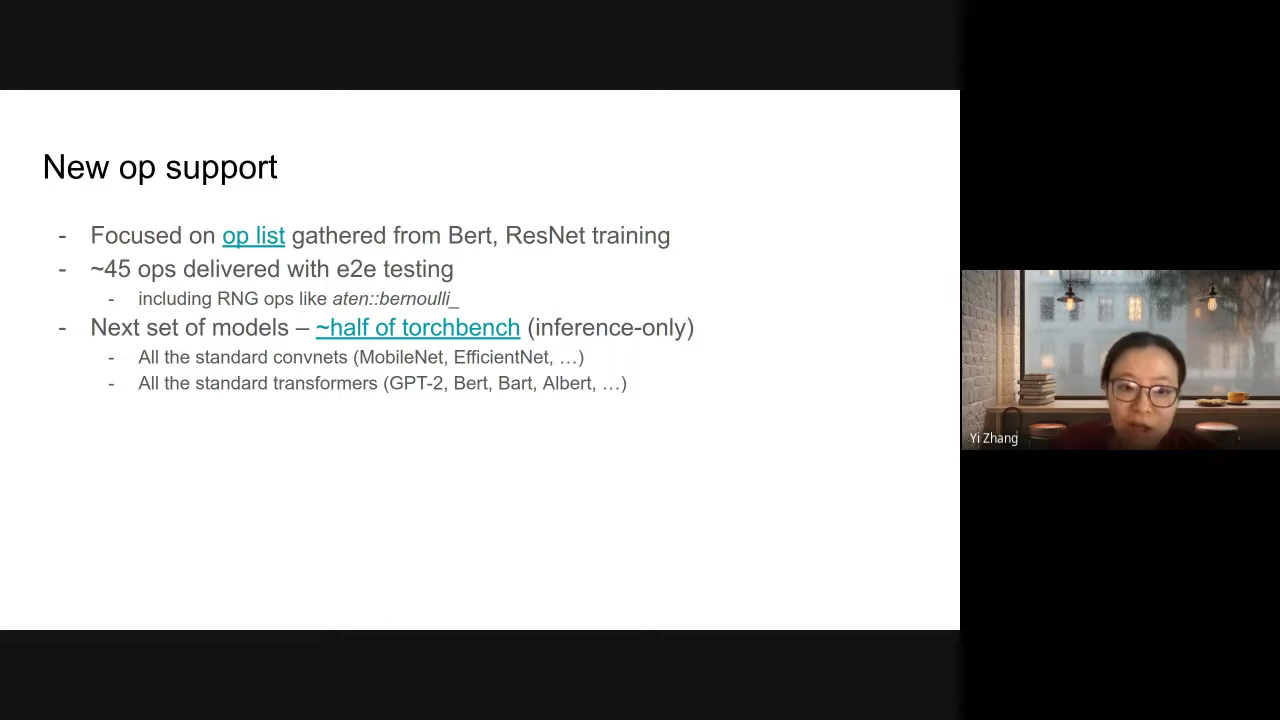 New op support
- Focused on op list gathered from Bert, ResNet training
- ~45 ops delivered with e2e testing
- including RNG ops like aten::bernoulli_
- Next set of models – ~half of torchbench (inference-only)
- All the standard convnets (MobileNet, EfficientNet, …)
- All the standard transformers (GPT-2, Bert, Bart, Albert, …)
Yi Zhang